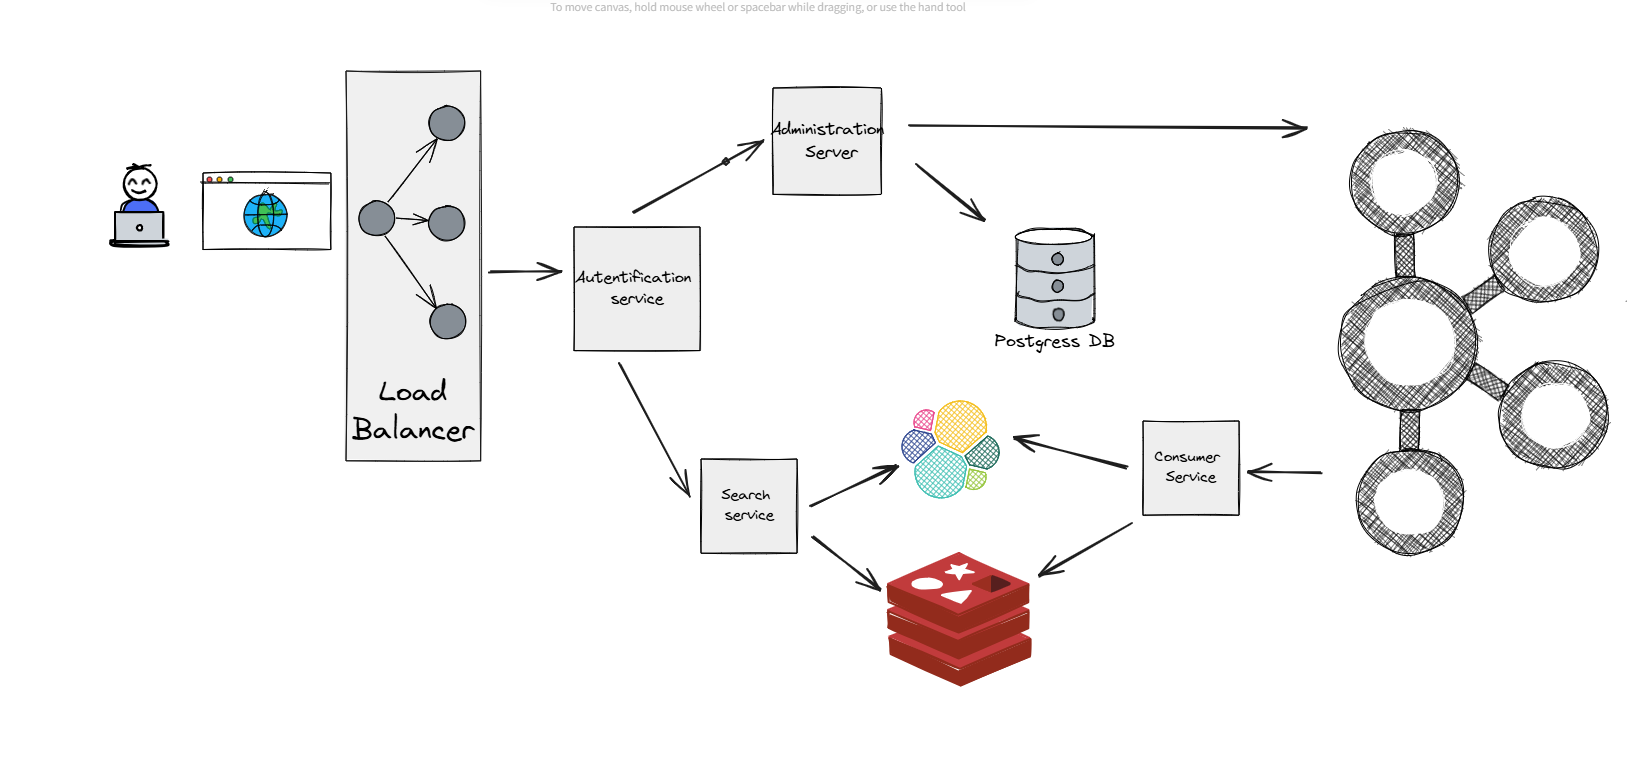 To move canvas, hold mouse wheel or spacebar while dragging, or use the hand tool
Administration
Server
Autentification
service
Postgress DB
Load
Balancer
Consumer
Service
Search
service